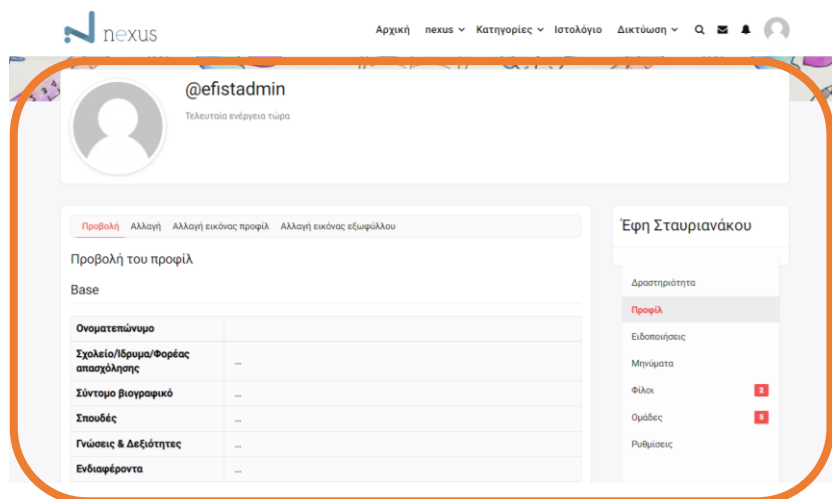 nexus
Αρχική nexus Κατηγορίες Ιστολόγιο Δικτύωση
@efistadmin
Τελευταία ενέργεια τώρα
Προβολή Αλλαγή Αλλαγή εικόνας προφίλ Αλλαγή εικόνας εξωφύλλου
Προβολή του προφίλ
Base
Ονοματεπώνυμο
Σχολείο/Ίδρυμα/Φορέας
απασχόλησης ...
Σύντομο βιογραφικό ...
Σπουδές ...
Γνώσεις & Δεξιότητες ...
Ενδιαφέροντα ...
Έφη Σταυριανάκου
Δραστηριότητα
Προφίλ
Ειδοποιήσεις
Μηνύματα
Φίλοι 2
Ομάδες 5
Ρυθμίσεις